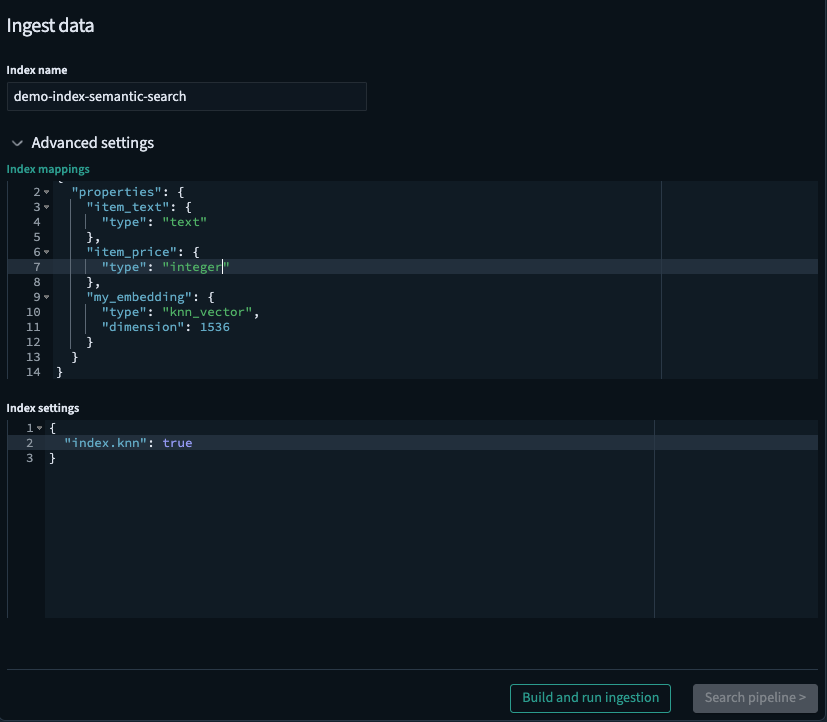 Ingest data
Index name
demo-index-semantic-search
Advanced settings
Index mappings
2 "properties": {
3 "item_text": {
4 "type": "text"
5 },
6 "item_price": {
7 "type": "integer"
8 },
9 "my_embedding": {
10 "type": "knn_vector",
11 "dimension": 1536
12 }
13 }
14 }
Index settings
1 {
2 "index.knn": true
3 }
Build and run ingestion
Search pipeline >